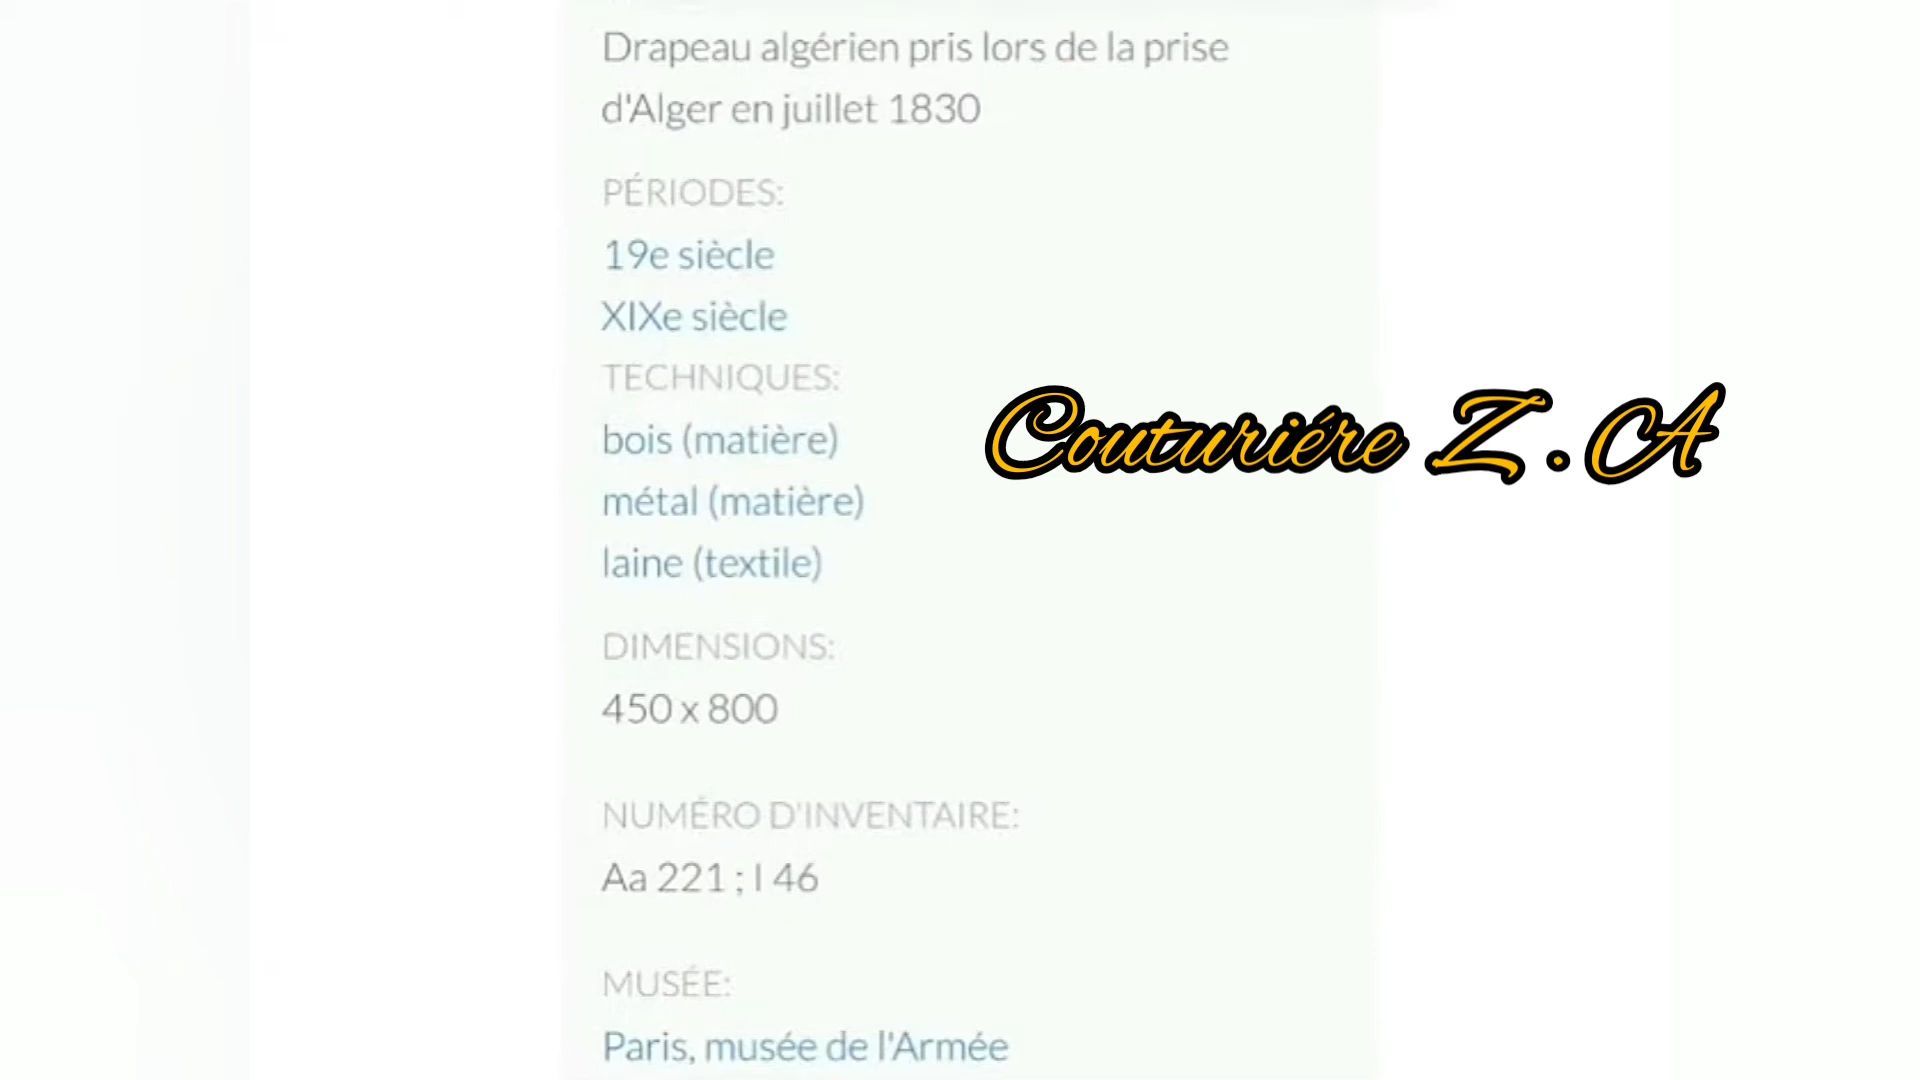 Drapeau algérien pris lors de la prise
d'Alger en juillet 1830
PÉRIODES:
19e siècle
XIXe siècle
TECHNIQUES:
bois (matière)
Couturiére Z.A
métal (matière)
laine (textile)
DIMENSIONS:
450 x 800
NUMÉRO D'INVENTAIRE:
Aa 221 ; I 46
MUSÉE:
Paris, musée de l'Armée